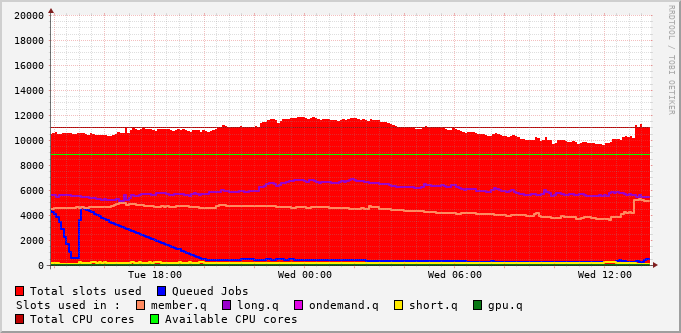 RRDTOOL / TOBI OETIKER
20000
18000
16000
14000
12000
10000
8000
6000
4000
2000
0
Tue 18:00 Wed 00:00 Wed 06:00 Wed 12:00
Total slots used Queued Jobs
Slots used in : member.q long.q ondemand.q short.q gpu.q
Total CPU cores Available CPU cores